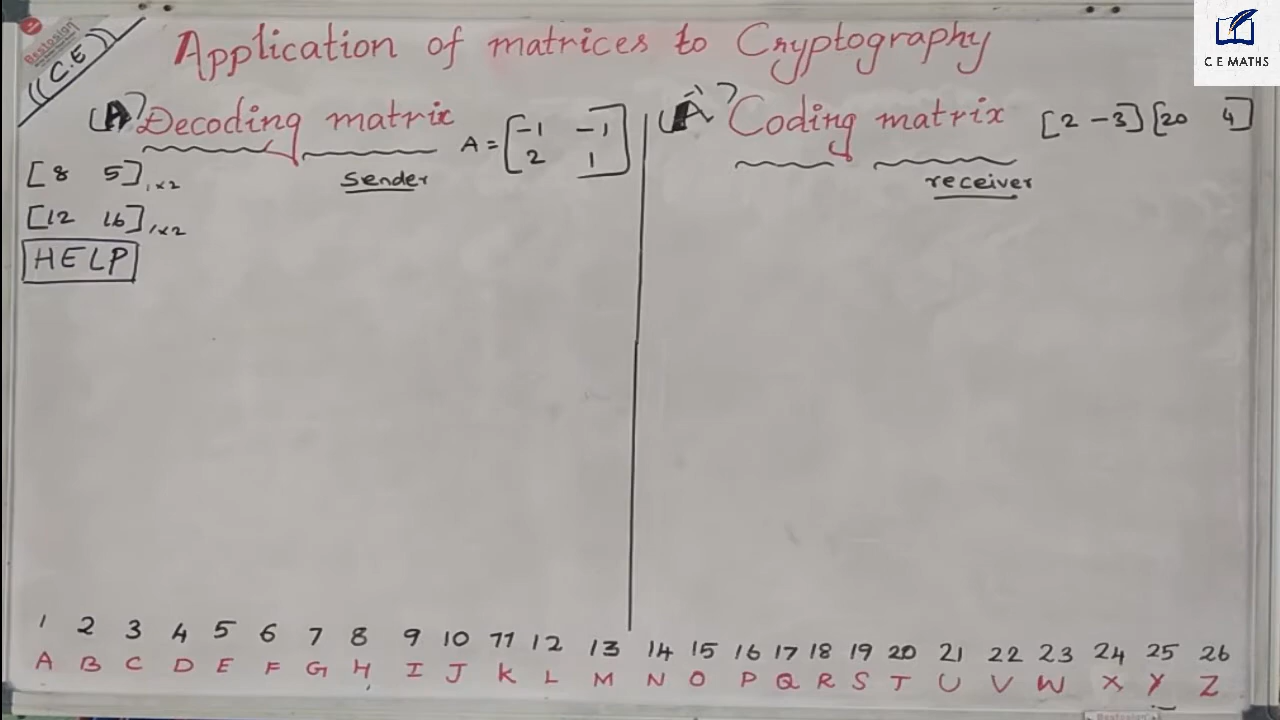 Application of matrices to Cryptography
((C.E))
C E MATHS
(A) Decoding matrix
A = [-1 -1
2 1]
sender
[8 5]1×2
[12 16]1×2
HELP
(A⁻¹) Coding matrix
[2 -3] [20 4]
receiver
1 2 3 4 5 6 7 8 9 10 11 12 13 14 15 16 17 18 19 20 21 22 23 24 25 26
A B C D E F G H I J K L M N O P Q R S T U V W X Y Z